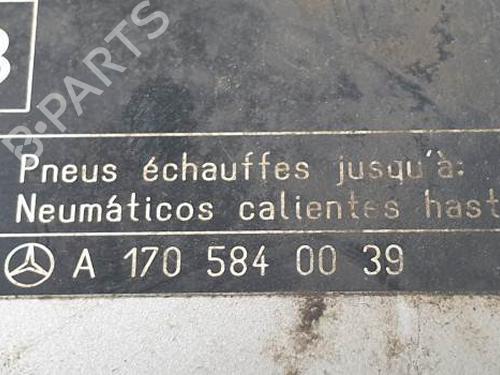 B
B-PARTS
Pneus échauffes jusqu'à:
Neumáticos calientes hast
A 170 584 00 39